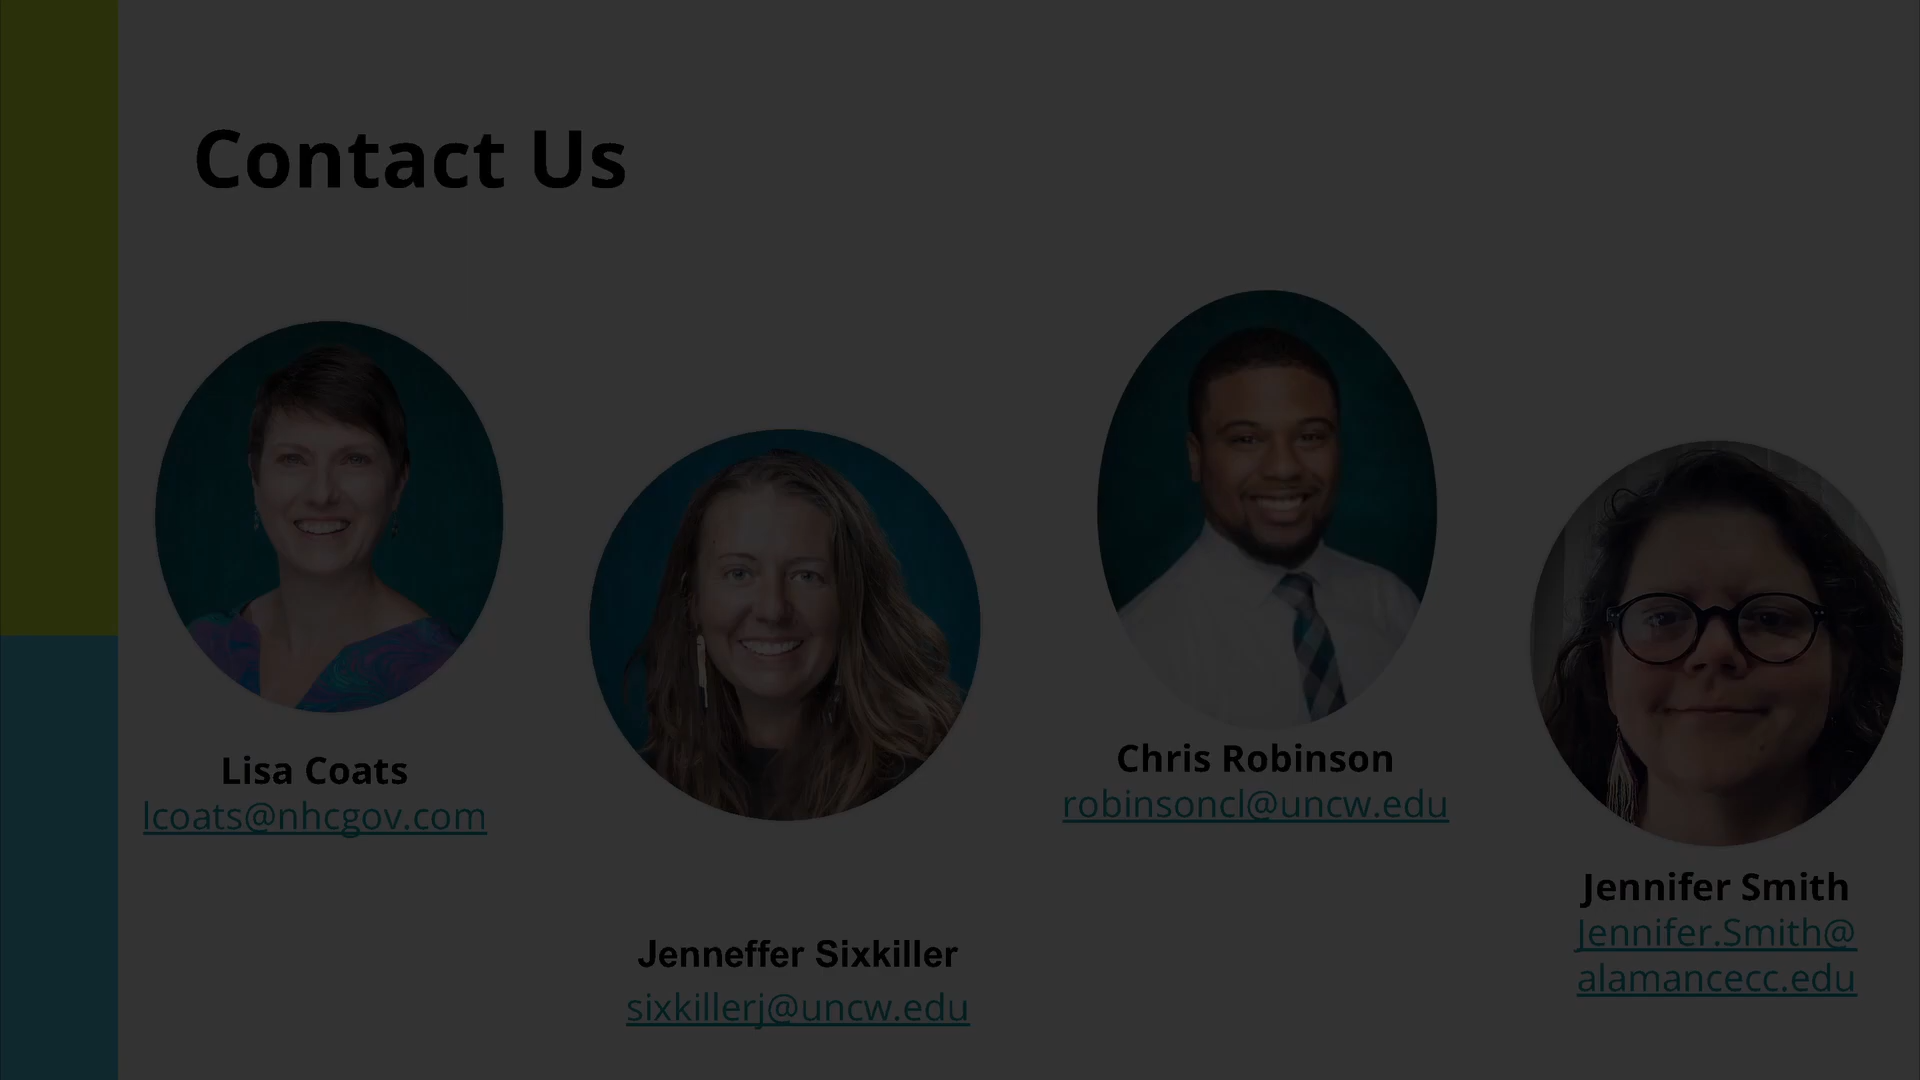 Contact Us
Lisa Coats
lcoats@nhcgov.com
Jenneffer Sixkiller
sixkillerj@uncw.edu
Chris Robinson
robinsoncl@uncw.edu
Jennifer Smith
Jennifer.Smith@
alamancecc.edu